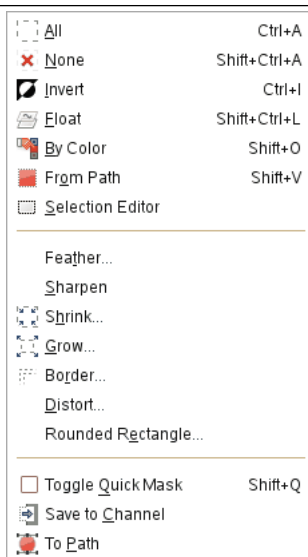 All Ctrl+A
None Shift+Ctrl+A
Invert Ctrl+I
Float Shift+Ctrl+L
By Color Shift+O
From Path Shift+V
Selection Editor
Feather...
Sharpen
Shrink...
Grow...
Border...
Distort...
Rounded Rectangle...
Toggle Quick Mask Shift+Q
Save to Channel
To Path